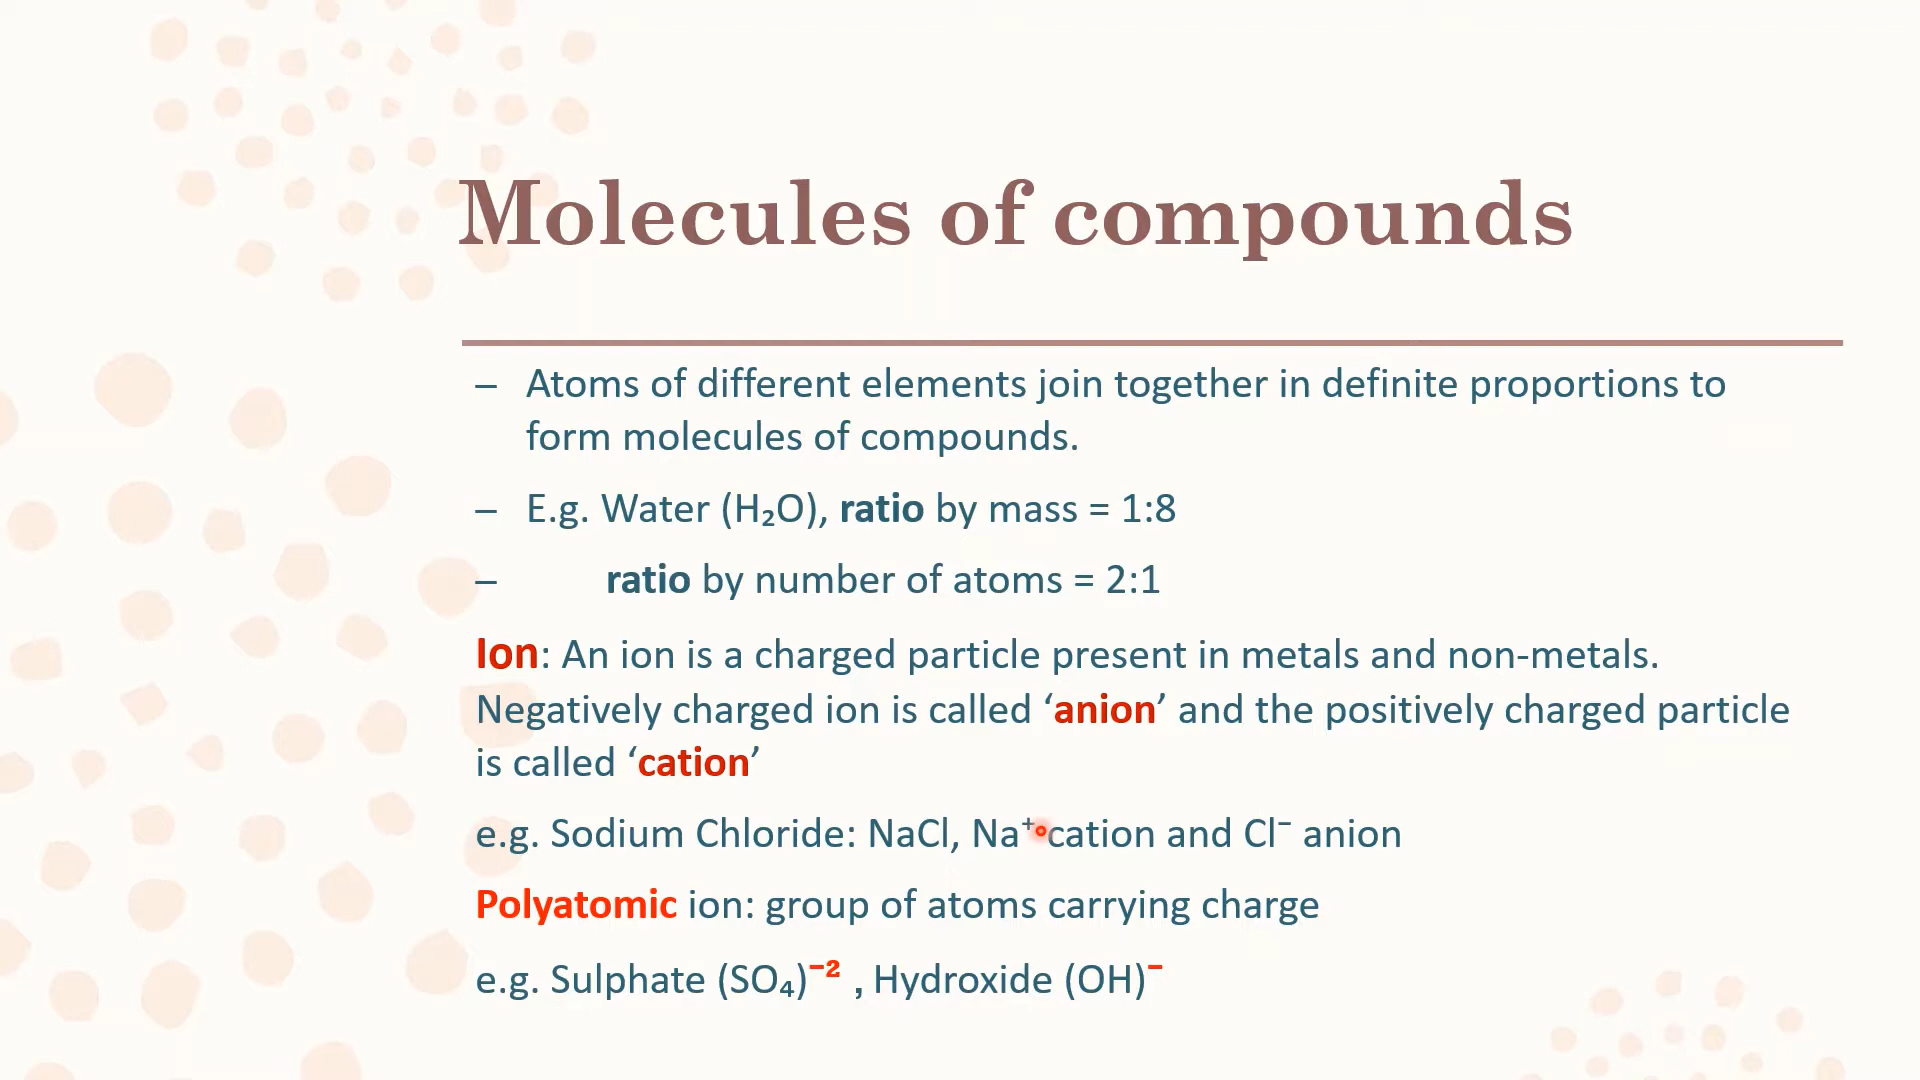 Molecules of compounds
– Atoms of different elements join together in definite proportions to
form molecules of compounds.
– E.g. Water (H₂O), ratio by mass = 1:8
– ratio by number of atoms = 2:1
Ion: An ion is a charged particle present in metals and non-metals.
Negatively charged ion is called ‘anion’ and the positively charged particle
is called ‘cation’
e.g. Sodium Chloride: NaCl, Na⁺ cation and Cl⁻ anion
Polyatomic ion: group of atoms carrying charge
e.g. Sulphate (SO₄)⁻² , Hydroxide (OH)⁻